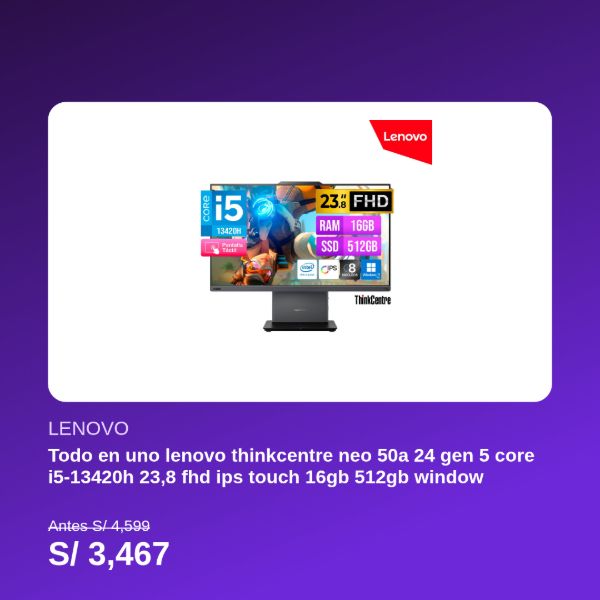 Lenovo
CORE i5
13420H
Pantalla
Táctil
23.8" FHD
RAM 16GB
SSD 512GB
IPS
8
ThinkCentre
LENOVO
Todo en uno lenovo thinkcentre neo 50a 24 gen 5 core
i5-13420h 23,8 fhd ips touch 16gb 512gb window
Antes S/ 4,599
S/ 3,467